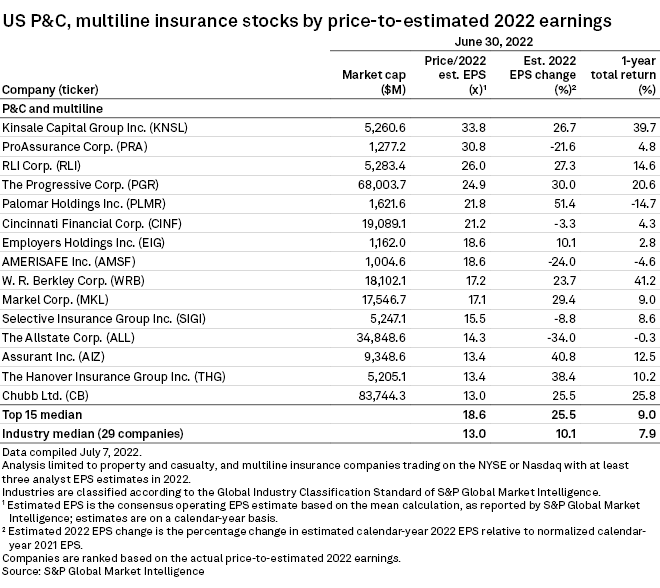 US P&C, multiline insurance stocks by price-to-estimated 2022 earnings
June 30, 2022
Company (ticker) Market cap ($M) Price/2022 est. EPS (x)¹ Est. 2022 EPS change (%)² 1-year total return (%)
P&C and multiline
Kinsale Capital Group Inc. (KNSL) 5,260.6 33.8 26.7 39.7
ProAssurance Corp. (PRA) 1,277.2 30.8 -21.6 4.8
RLI Corp. (RLI) 5,283.4 26.0 27.3 14.6
The Progressive Corp. (PGR) 68,003.7 24.9 30.0 20.6
Palomar Holdings Inc. (PLMR) 1,621.6 21.8 51.4 -14.7
Cincinnati Financial Corp. (CINF) 19,089.1 21.2 -3.3 4.3
Employers Holdings Inc. (EIG) 1,162.0 18.6 10.1 2.8
AMERISAFE Inc. (AMSF) 1,004.6 18.6 -24.0 -4.6
W. R. Berkley Corp. (WRB) 18,102.1 17.2 23.7 41.2
Markel Corp. (MKL) 17,546.7 17.1 29.4 9.0
Selective Insurance Group Inc. (SIGI) 5,247.1 15.5 -8.8 8.6
The Allstate Corp. (ALL) 34,848.6 14.3 -34.0 -0.3
Assurant Inc. (AIZ) 9,348.6 13.4 40.8 12.5
The Hanover Insurance Group Inc. (THG) 5,205.1 13.4 38.4 10.2
Chubb Ltd. (CB) 83,744.3 13.0 25.5 25.8
Top 15 median 18.6 25.5 9.0
Industry median (29 companies) 13.0 10.1 7.9
Data compiled July 7, 2022.
Analysis limited to property and casualty, and multiline insurance companies trading on the NYSE or Nasdaq with at least
three analyst EPS estimates in 2022.
Industries are classified according to the Global Industry Classification Standard of S&P Global Market Intelligence.
¹ Estimated EPS is the consensus operating EPS estimate based on the mean calculation, as reported by S&P Global Market
Intelligence; estimates are on a calendar-year basis.
² Estimated 2022 EPS change is the percentage change in estimated calendar-year 2022 EPS relative to normalized calendar-
year 2021 EPS.
Companies are ranked based on the actual price-to-estimated 2022 earnings.
Source: S&P Global Market Intelligence